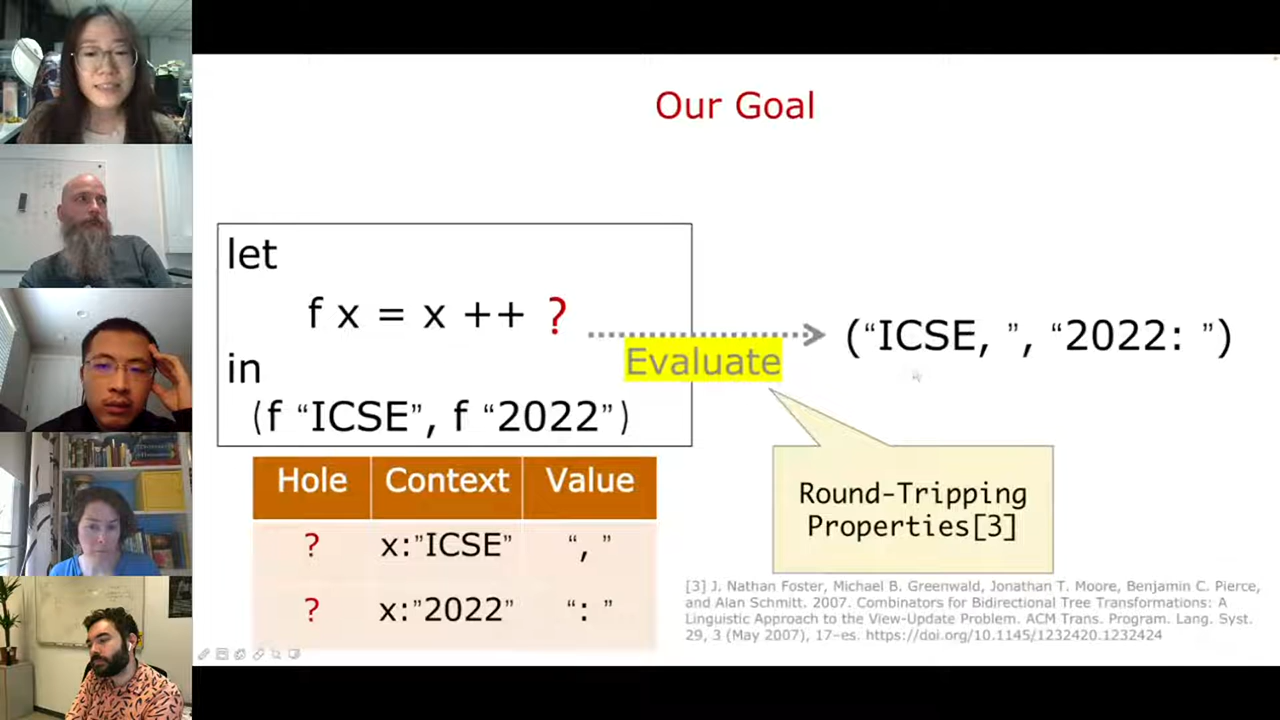 Our Goal
let
f x = x ++ ?
in
(f “ICSE”, f “2022”)
Evaluate
(“ICSE, ”, “2022: ”)
Hole Context Value
? x:”ICSE” “, ”
? x:”2022” “: ”
Round-Tripping
Properties[3]
[3] J. Nathan Foster, Michael B. Greenwald, Jonathan T. Moore, Benjamin C. Pierce,
and Alan Schmitt. 2007. Combinators for Bidirectional Tree Transformations: A
Linguistic Approach to the View-Update Problem. ACM Trans. Program. Lang. Syst.
29, 3 (May 2007), 17–es. https://doi.org/10.1145/1232420.1232424